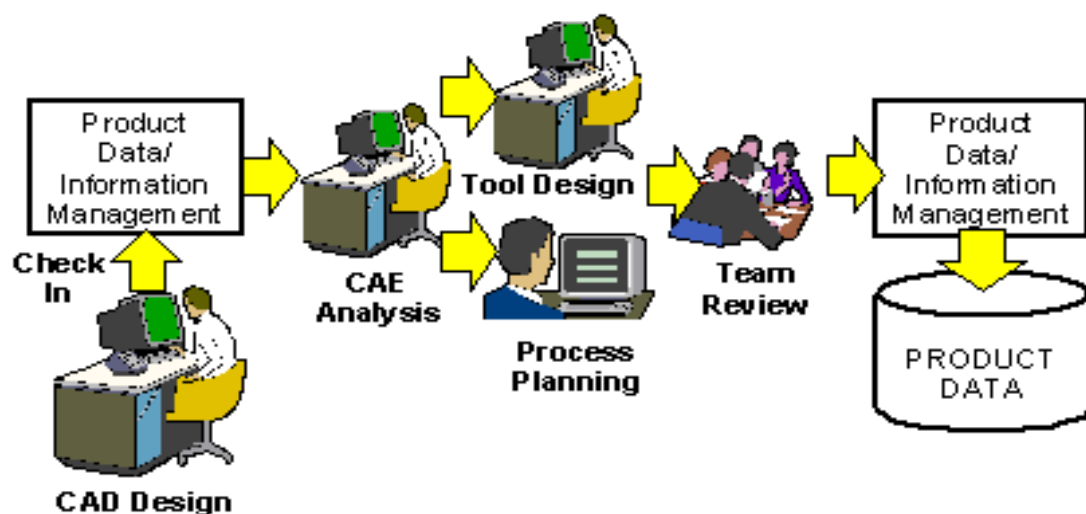 Product
Data/
Information
Management
Check
In
CAD Design
CAE
Analysis
Tool Design
Process
Planning
Team
Review
Product
Data/
Information
Management
PRODUCT
DATA